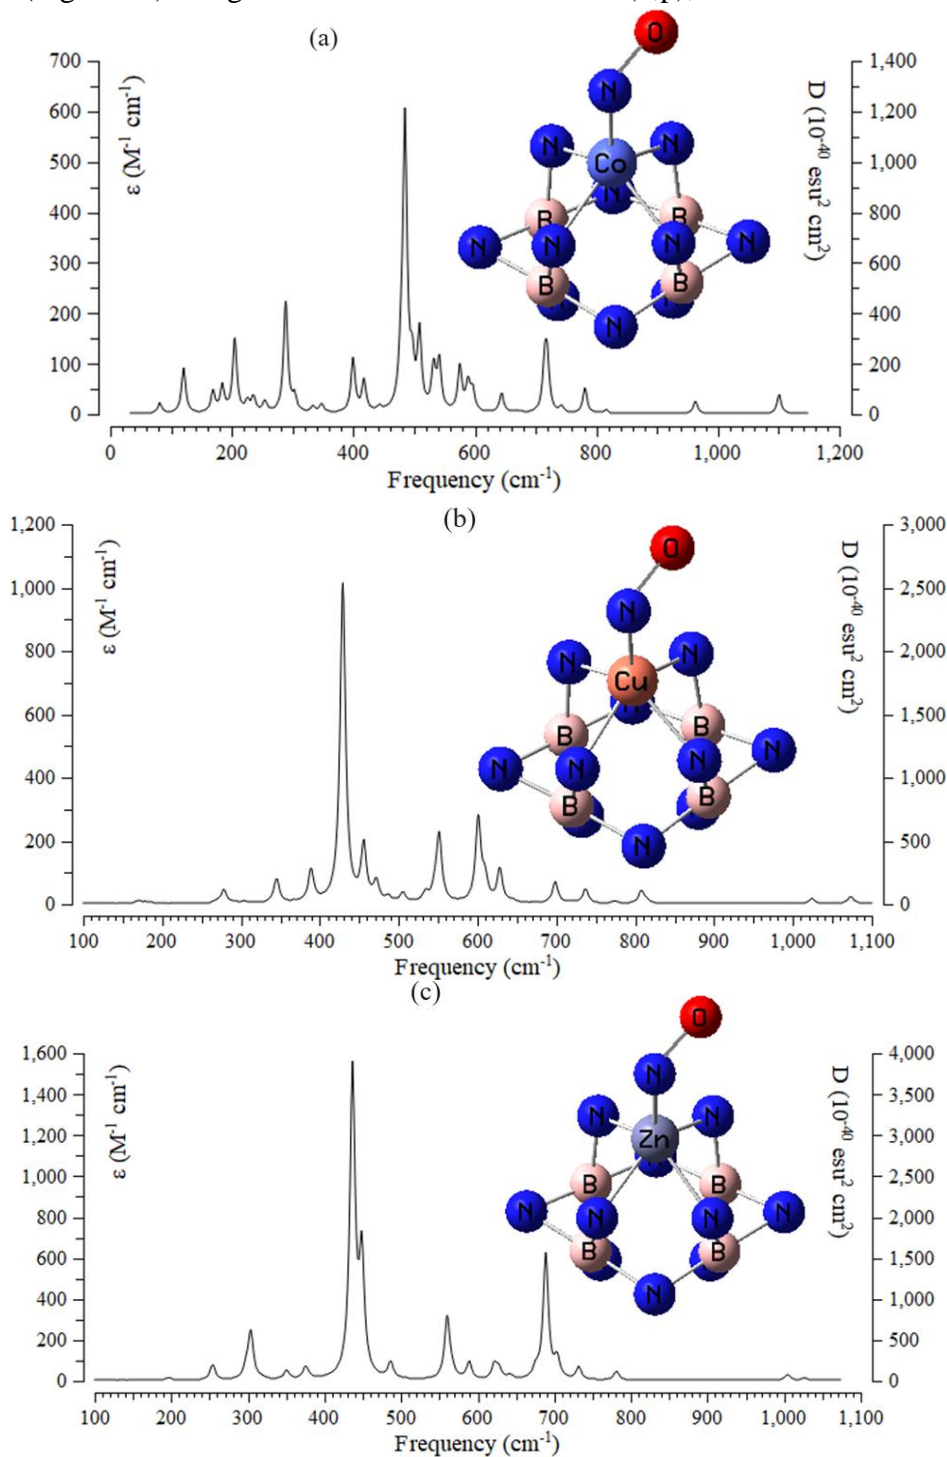 (a)
700
600
500
400
300
200
100
0
ε (M-1 cm-1)
1,400
1,200
1,000
800
600
400
200
0
D (10-40 esu2 cm2)
O
N
N Co N
N
B B
N N N N
B B
N N
N
0 200 400 600 800 1,000 1,200
Frequency (cm-1)
(b)
1,200
1,000
800
600
400
200
0
ε (M-1 cm-1)
3,000
2,500
2,000
1,500
1,000
500
0
D (10-40 esu2 cm2)
O
N
N Cu N
N
B B
N N N N
B B
N N
N
100 200 300 400 500 600 700 800 900 1,000 1,100
Frequency (cm-1)
(c)
1,600
1,400
1,200
1,000
800
600
400
200
0
ε (M-1 cm-1)
4,000
3,500
3,000
2,500
2,000
1,500
1,000
500
0
D (10-40 esu2 cm2)
O
N
N Zn N
N
B B
N N N N
B B
N N
N
100 200 300 400 500 600 700 800 900 1,000 1,100
Frequency (cm-1)